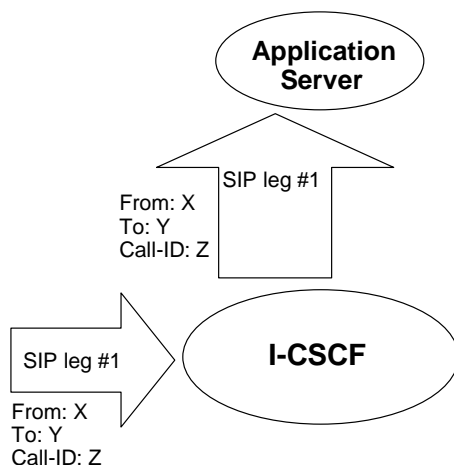 Application
Server
SIP leg #1
From: X
To: Y
Call-ID: Z
I-CSCF
SIP leg #1
From: X
To: Y
Call-ID: Z